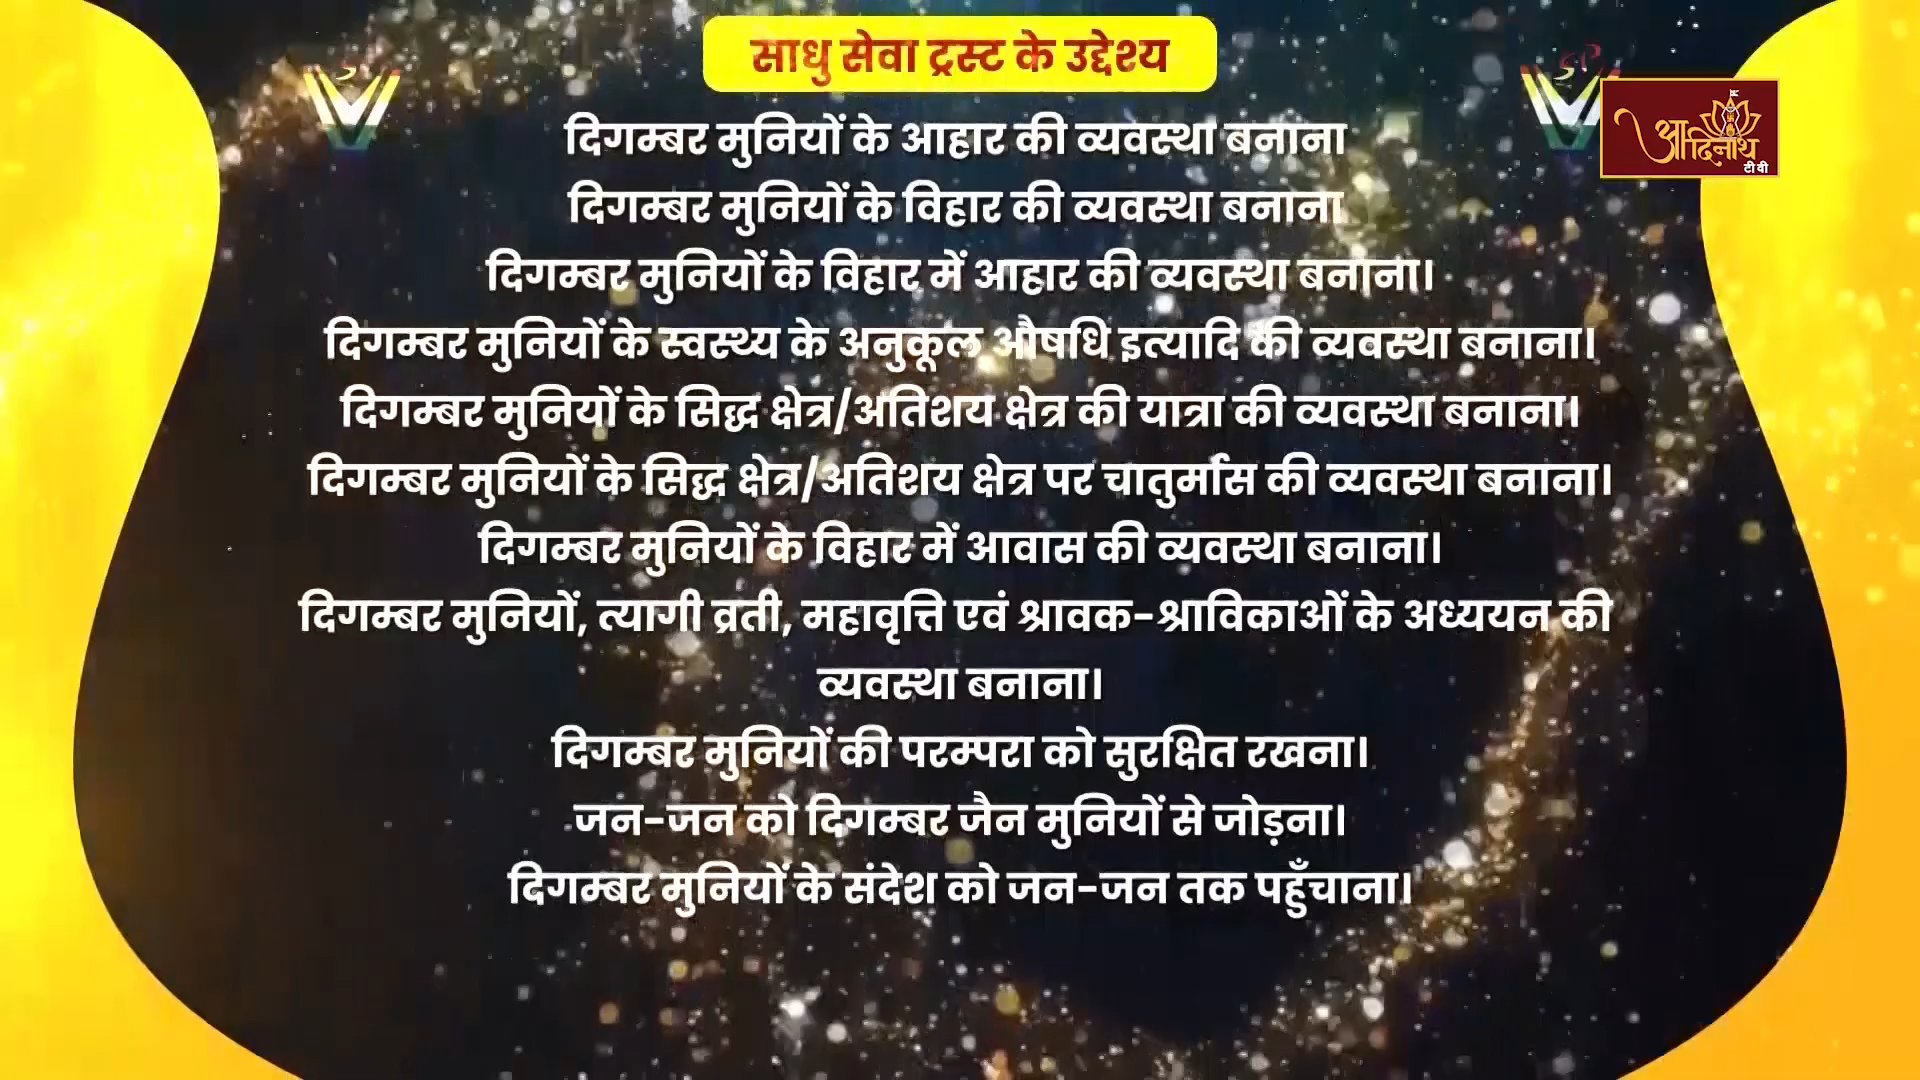 साधु सेवा ट्रस्ट के उद्देश्य
दिगम्बर मुनियों के आहार की व्यवस्था बनाना
दिगम्बर मुनियों के विहार की व्यवस्था बनाना
दिगम्बर मुनियों के विहार में आहार की व्यवस्था बनाना।
दिगम्बर मुनियों के स्वस्थ्य के अनुकूल औषधि इत्यादि की व्यवस्था बनाना।
दिगम्बर मुनियों के सिद्ध क्षेत्र/अतिशय क्षेत्र की यात्रा की व्यवस्था बनाना।
दिगम्बर मुनियों के सिद्ध क्षेत्र/अतिशय क्षेत्र पर चातुर्मास की व्यवस्था बनाना।
दिगम्बर मुनियों के विहार में आवास की व्यवस्था बनाना।
दिगम्बर मुनियों, त्यागी व्रती, महावृत्ति एवं श्रावक-श्राविकाओं के अध्ययन की
व्यवस्था बनाना।
दिगम्बर मुनियों की परम्परा को सुरक्षित रखना।
जन-जन को दिगम्बर जैन मुनियों से जोड़ना।
दिगम्बर मुनियों के संदेश को जन-जन तक पहुँचाना।
आदिनाथ
टीवी